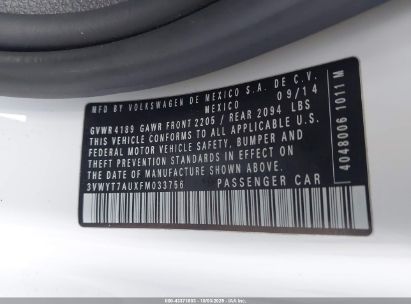 MFD BY VOLKSWAGEN DE MEXICO S.A. DE C.V.
MEXICO 09/14
GVWR 4189 GAWR FRONT 2205 / REAR 2094 LBS
THIS VEHICLE CONFORMS TO ALL APPLICABLE U.S.
FEDERAL MOTOR VEHICLE SAFETY, BUMPER AND
THEFT PREVENTION STANDARDS IN EFFECT ON
THE DATE OF MANUFACTURE SHOWN ABOVE.
3VWYT7AUXFM033756 PASSENGER CAR
4048006 1011 M